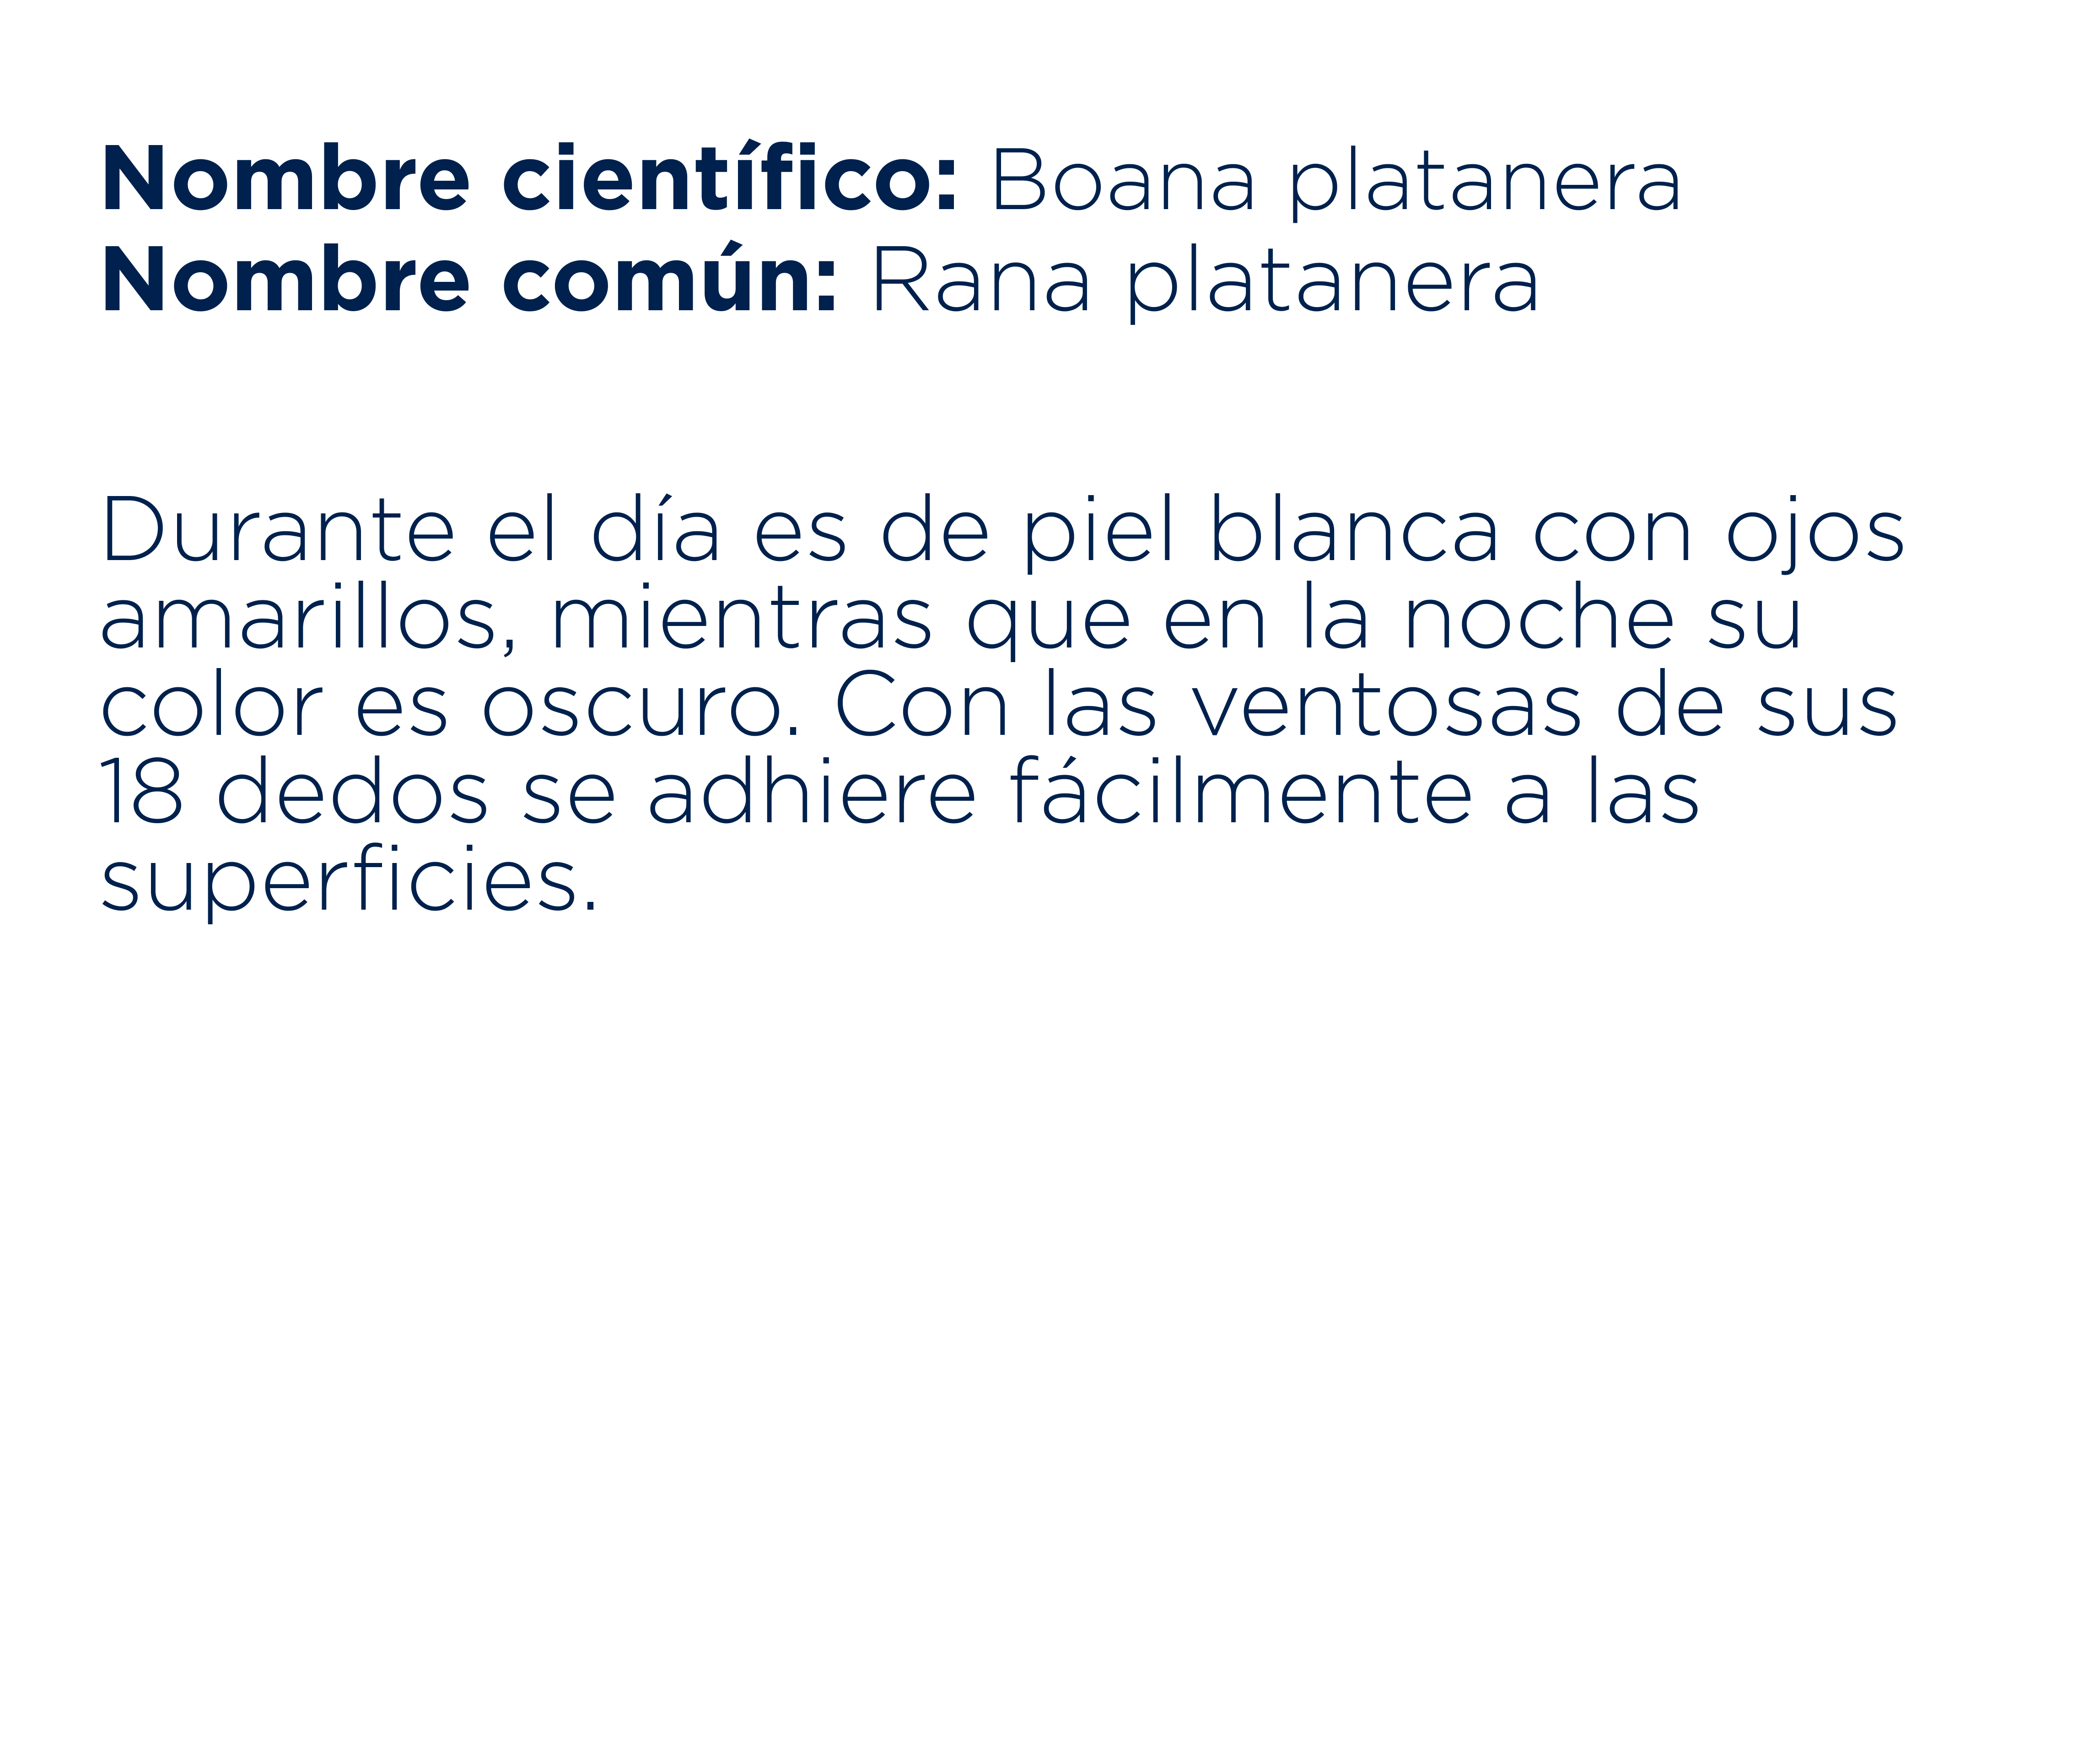 Nombre científico: Boana platanera
Nombre común: Rana platanera
Durante el día es de piel blanca con ojos
amarillos, mientras que en la noche su
color es oscuro. Con las ventosas de sus
18 dedos se adhiere fácilmente a las
superficies.